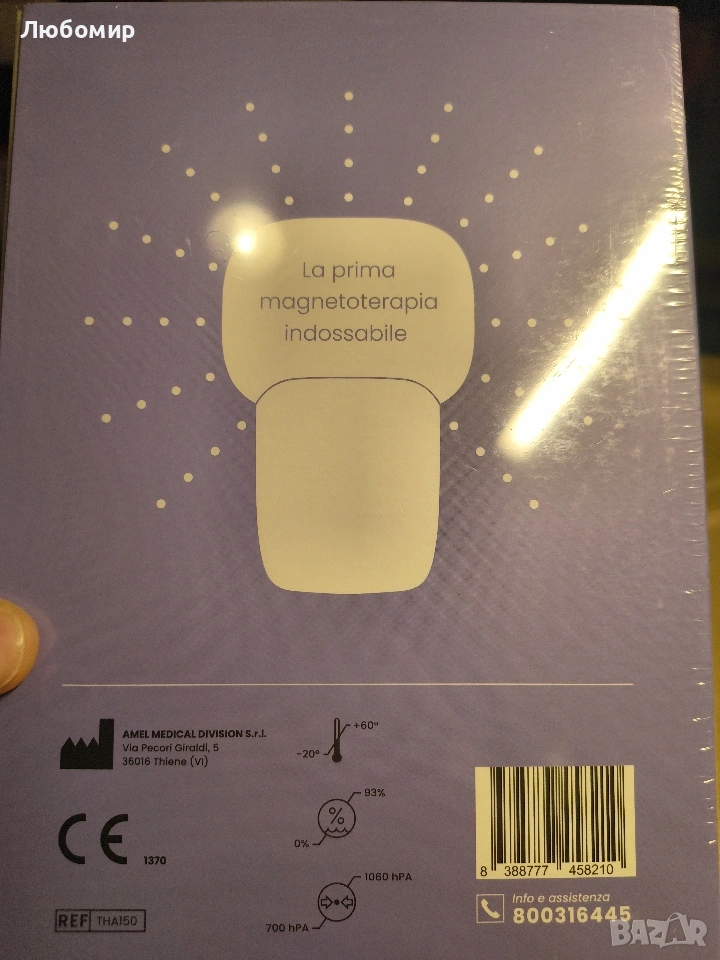 Любомир
La prima
magnetoterapia
indossabile
AMEL MEDICAL DIVISION S.r.l.
Via Pecori Giraldi, 5
36016 Thiene (VI)
+60°
-20°
CE
1370
93%
%
0%
1060 hPA
700 hPA
REF THA150
8 388777 458210
Info e assistenza
800316445
BAZAR